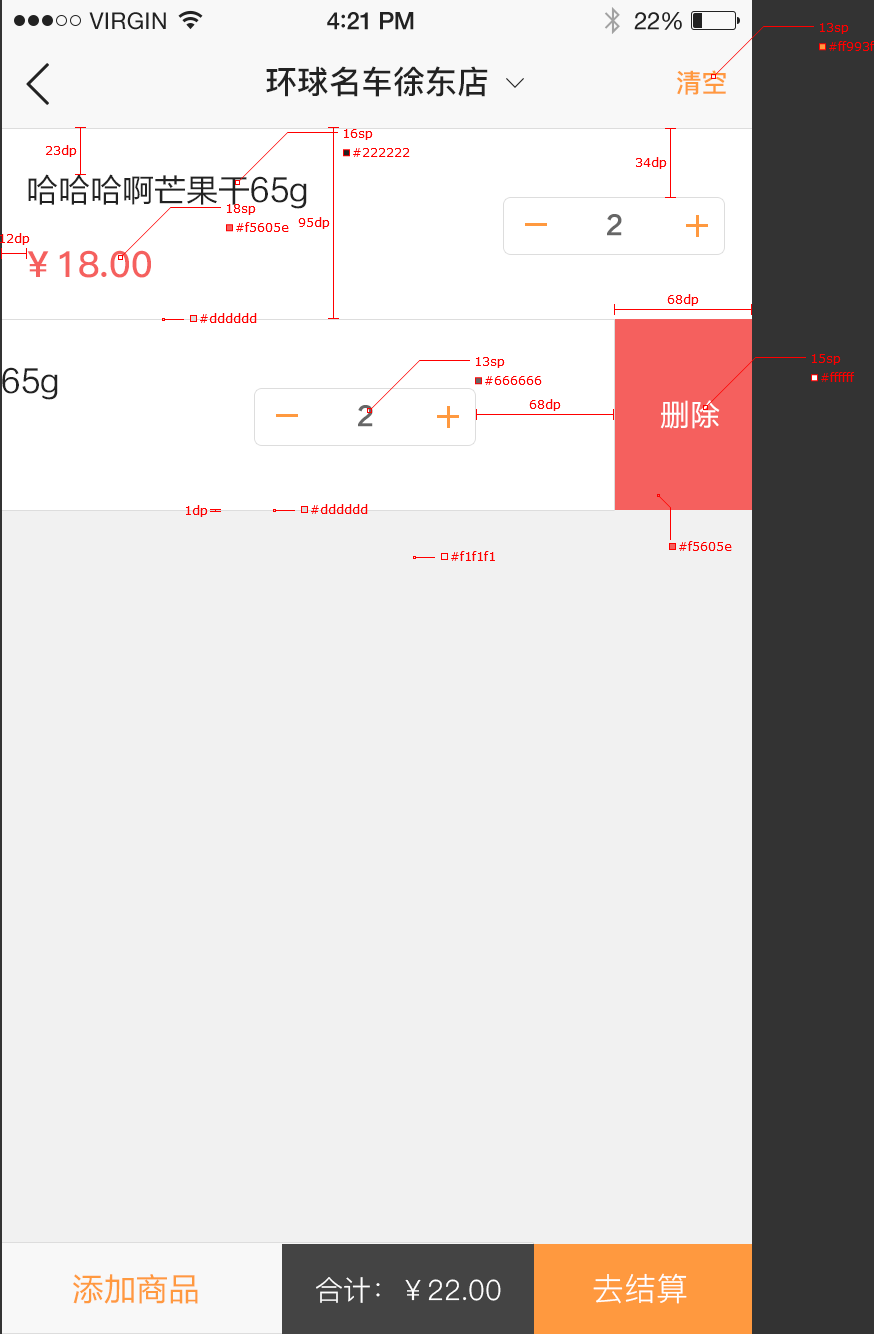 VIRGIN 4:21 PM 22%
13sp
#ff993f
环球名车徐东店 清空
16sp
#222222
23dp
34dp
哈哈哈啊芒果干65g
18sp
#f5605e
95dp
12dp
- 2 +
¥18.00
68dp
#dddddd
13sp
#666666
15sp
#ffffff
65g
68dp
- 2 +
删除
1dp
#dddddd
#f5605e
#f1f1f1
添加商品 合计：¥22.00 去结算